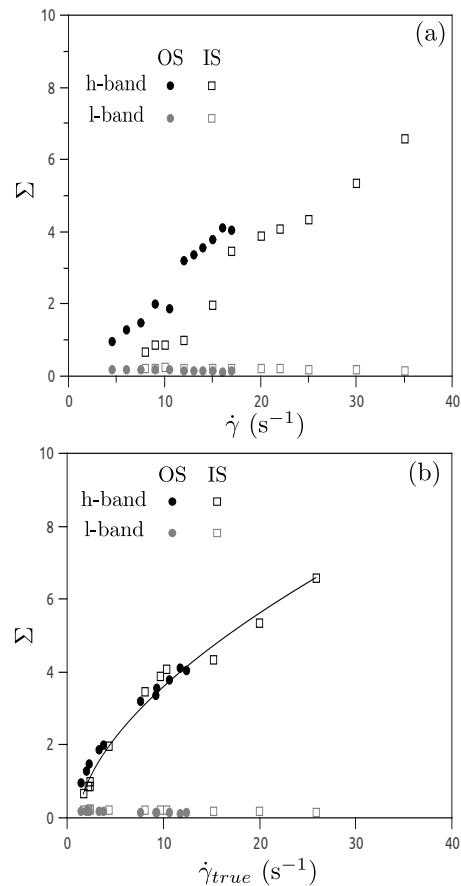 10
(a)
OS IS
8
h-band
l-band
6
Σ
4
2
0
0 10 20 30 40
γ̇ (s⁻¹)
10
(b)
OS IS
8
h-band
l-band
6
Σ
4
2
0
0 10 20 30 40
γ̇_{true} (s⁻¹)